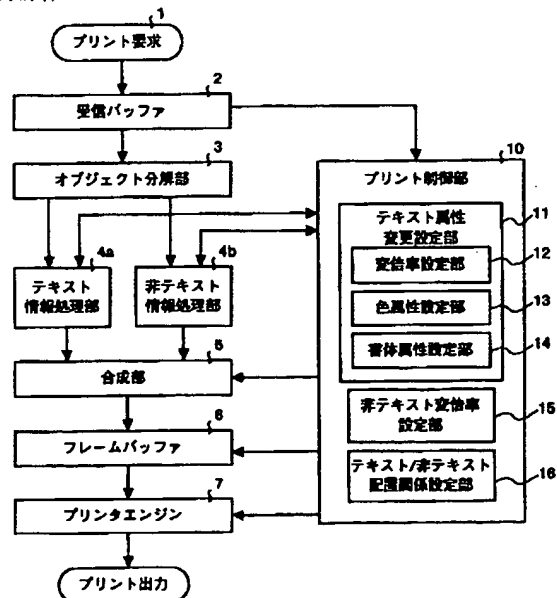 1
プリント要求
2
受信バッファ
3
オブジェクト分解部
10
プリント制御部
11
テキスト属性
変更設定部
12
変倍率設定部
13
色属性設定部
14
書体属性設定部
4a
テキスト
情報処理部
4b
非テキスト
情報処理部
5
合成部
15
非テキスト変倍率
設定部
6
フレームバッファ
16
テキスト/非テキスト
配置関係設定部
7
プリンタエンジン
プリント出力